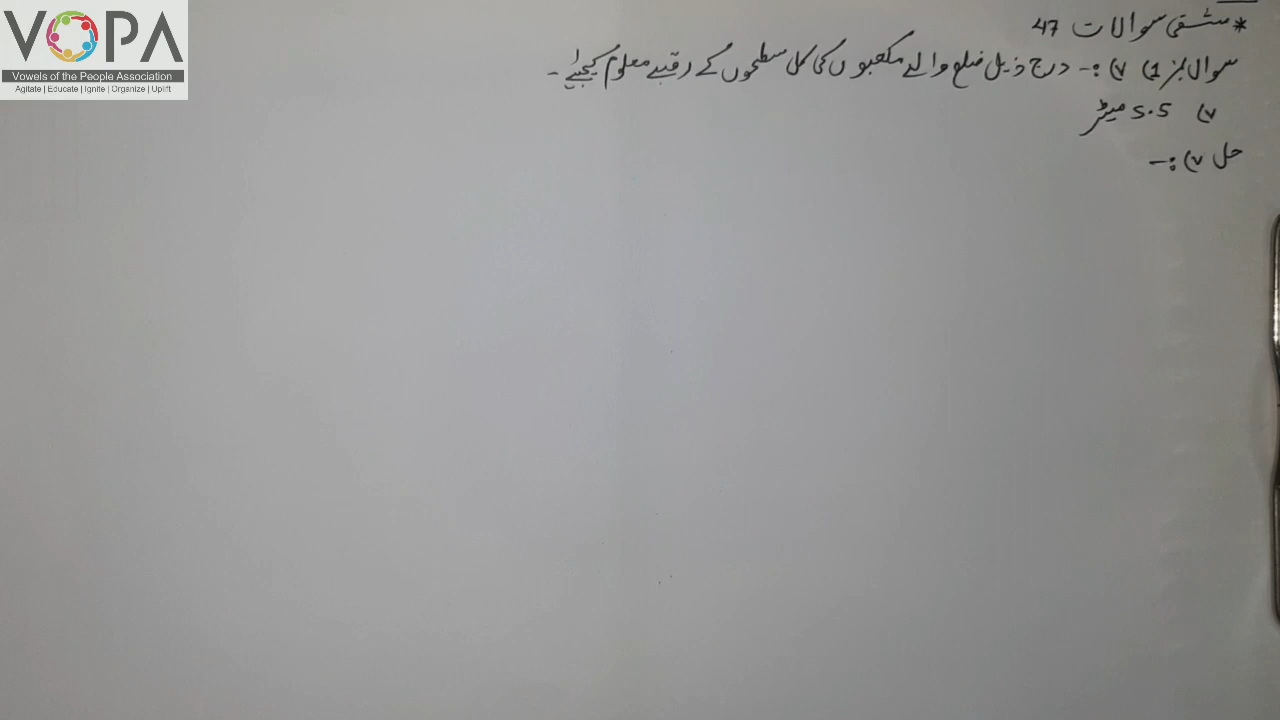 VOPA
Vowels of the People Association
Agitate | Educate | Ignite | Organize | Uplift
* مشقی سوالات 47
سوال نمبر 1) v) :- درج ذیل ضلع والے مکعبوں کی کل سطحوں کے رقبے معلوم کیجیے۔
v) 5.5 میٹر
حل v) :-